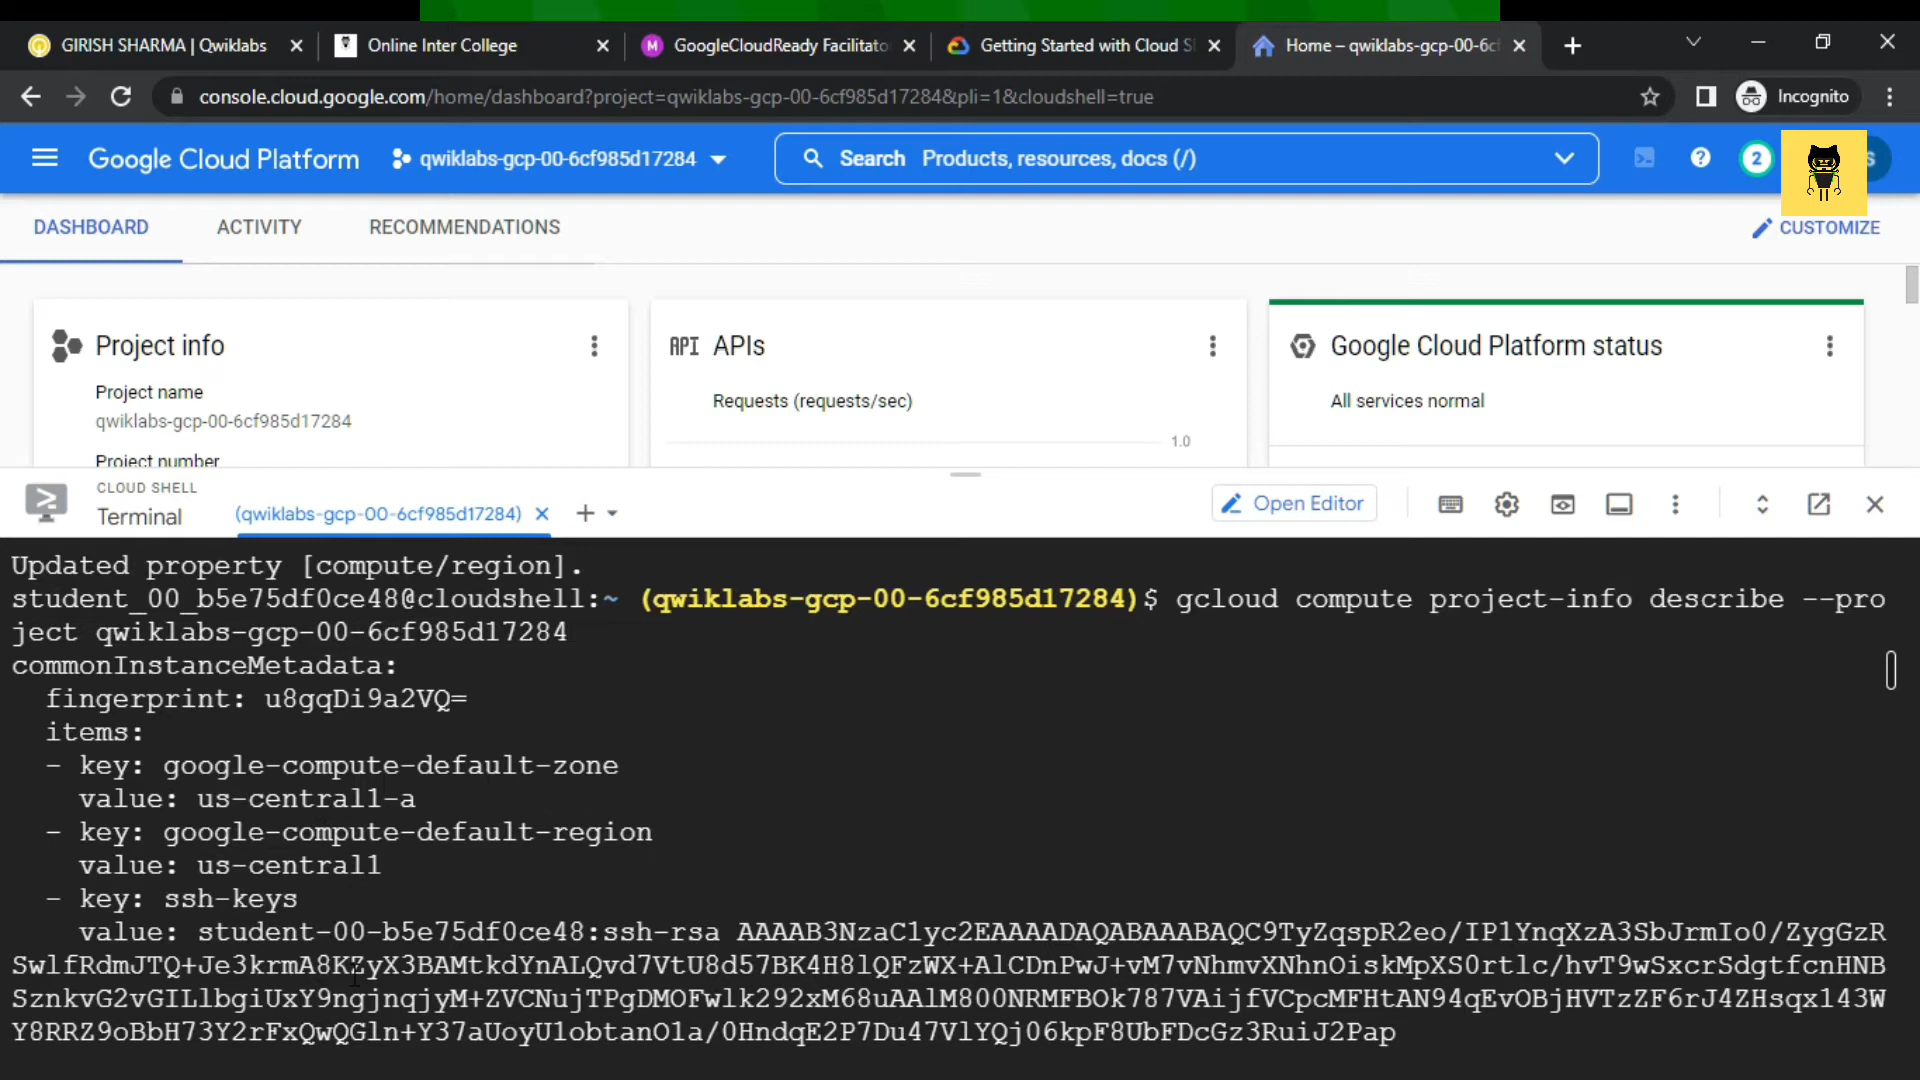 GIRISH SHARMA | Qwiklabs
Online Inter College
M GoogleCloudReady Facilitato
Getting Started with Cloud S
Home – qwiklabs-gcp-00-6cf
console.cloud.google.com/home/dashboard?project=qwiklabs-gcp-00-6cf985d17284&pli=1&cloudshell=true
Incognito
Google Cloud Platform
qwiklabs-gcp-00-6cf985d17284
Search Products, resources, docs (/)
2
S
DASHBOARD
ACTIVITY
RECOMMENDATIONS
CUSTOMIZE
Project info
Project name
qwiklabs-gcp-00-6cf985d17284
Project number
API APIs
Requests (requests/sec)
1.0
Google Cloud Platform status
All services normal
CLOUD SHELL
Terminal
(qwiklabs-gcp-00-6cf985d17284)
Open Editor
Updated property [compute/region].
student_00_b5e75df0ce48@cloudshell:~ (qwiklabs-gcp-00-6cf985d17284)$ gcloud compute project-info describe --pro
ject qwiklabs-gcp-00-6cf985d17284
commonInstanceMetadata:
fingerprint: u8gqDi9a2VQ=
items:
- key: google-compute-default-zone
value: us-central1-a
- key: google-compute-default-region
value: us-central1
- key: ssh-keys
value: student-00-b5e75df0ce48:ssh-rsa AAAAB3NzaC1yc2EAAAADAQABAAABAQC9TyZqspR2eo/IP1YnqXzA3SbJrmIo0/ZygGzR
SznkvG2vGILlbgiUxY9ngjnqjyM+ZVCNujTPgDMOFwlk292xM68uAAlM800NRMFBOk787VAijfVCpcMFHtAN94qEvOBjHVTzZF6rJ4ZHsqx143W
Y8RRZ9oBbH73Y2rFxQwQGln+Y37aUoyU1obtanO1a/0HndqE2P7Du47VlYQj06kpF8UbFDcGz3RuiJ2Pap